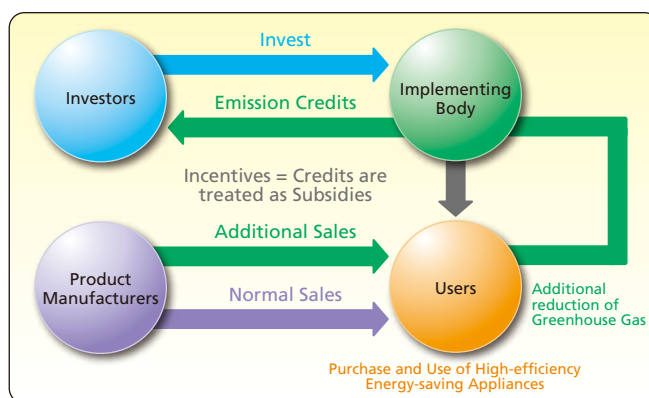 Invest
Investors
Implementing
Body
Emission Credits
Incentives = Credits are
treated as Subsidies
Additional Sales
Product
Manufacturers
Normal Sales
Users
Additional
reduction of
Greenhouse Gas
Purchase and Use of High-efficiency
Energy-saving Appliances